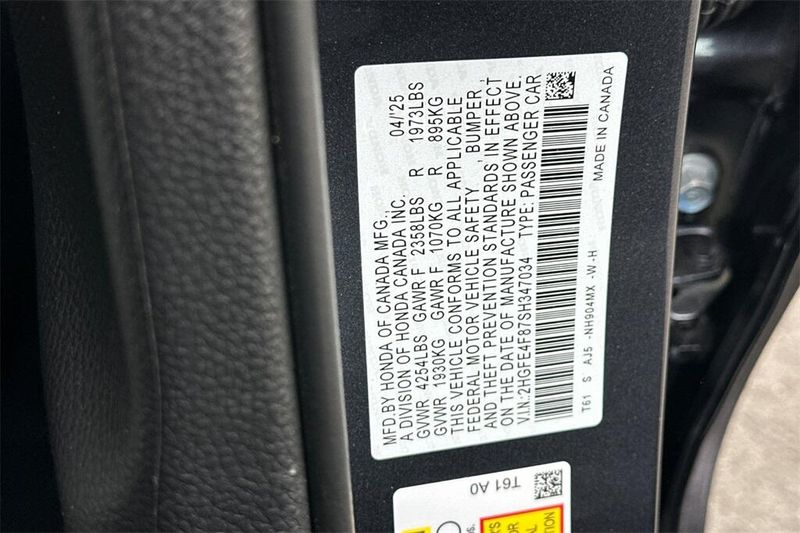 MFD.BY HONDA OF CANADA MFG.,
A DIVISION OF HONDA CANADA INC. 04/'25
GVWR 4254LBS GAWR F 2358LBS R 1973LBS
GVWR 1930KG GAWR F 1070KG R 895KG
THIS VEHICLE CONFORMS TO ALL APPLICABLE
FEDERAL MOTOR VEHICLE SAFETY , BUMPER ,
AND THEFT PREVENTION STANDARDS IN EFFECT
ON THE DATE OF MANUFACTURE SHOWN ABOVE.
V.I.N:2HGFE4F87SH347034 TYPE: PASSENGER CAR
T61 S AJ5 -NH904MX -W -H
MADE IN CANADA
T61 A0